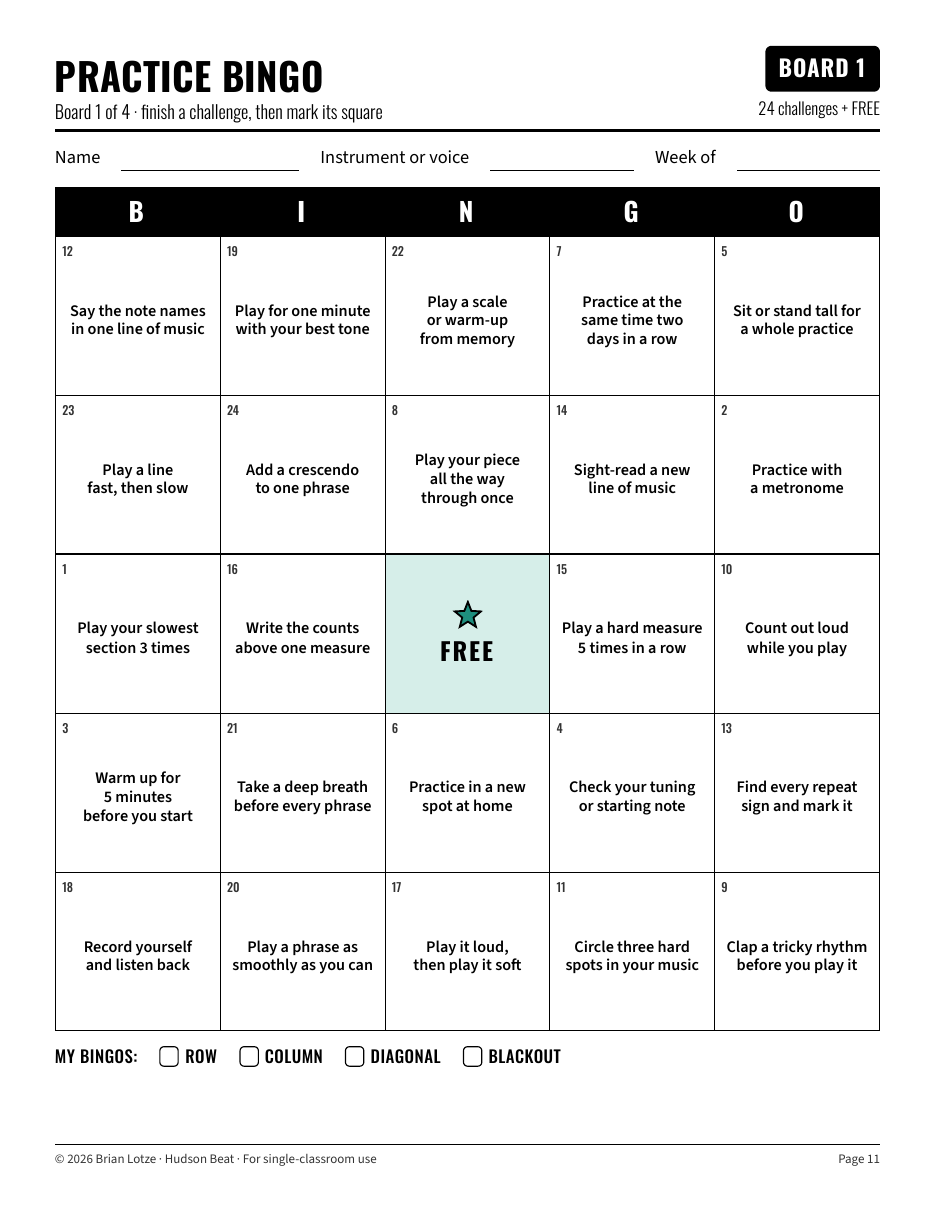 PRACTICE BINGO
BOARD 1
Board 1 of 4 · finish a challenge, then mark its square
24 challenges + FREE
Name
Instrument or voice
Week of
B I N G O
12
Say the note names
in one line of music
19
Play for one minute
with your best tone
22
Play a scale
or warm-up
from memory
7
Practice at the
same time two
days in a row
5
Sit or stand tall for
a whole practice
23
Play a line
fast, then slow
24
Add a crescendo
to one phrase
8
Play your piece
all the way
through once
14
Sight-read a new
line of music
2
Practice with
a metronome
1
Play your slowest
section 3 times
16
Write the counts
above one measure
FREE
15
Play a hard measure
5 times in a row
10
Count out loud
while you play
3
Warm up for
5 minutes
before you start
21
Take a deep breath
before every phrase
6
Practice in a new
spot at home
4
Check your tuning
or starting note
13
Find every repeat
sign and mark it
18
Record yourself
and listen back
20
Play a phrase as
smoothly as you can
17
Play it loud,
then play it soft
11
Circle three hard
spots in your music
9
Clap a tricky rhythm
before you play it
MY BINGOS: ROW COLUMN DIAGONAL BLACKOUT
© 2026 Brian Lotze · Hudson Beat · For single-classroom use
Page 11